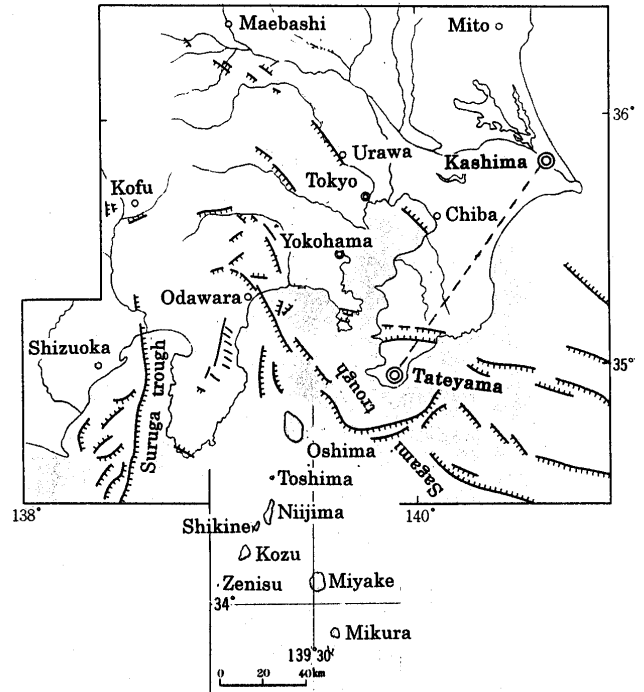 Maebashi
Mito
36°
Urawa
Kashima
Tokyo
Kofu
Chiba
Yokohama
Odawara
35°
Shizuoka
Suruga trough
trough
Tateyama
Oshima
Sagami
Toshima
138°
140°
Niijima
Shikine
Kozu
Zenisu
Miyake
34°
Mikura
139°30'
0 20 40km